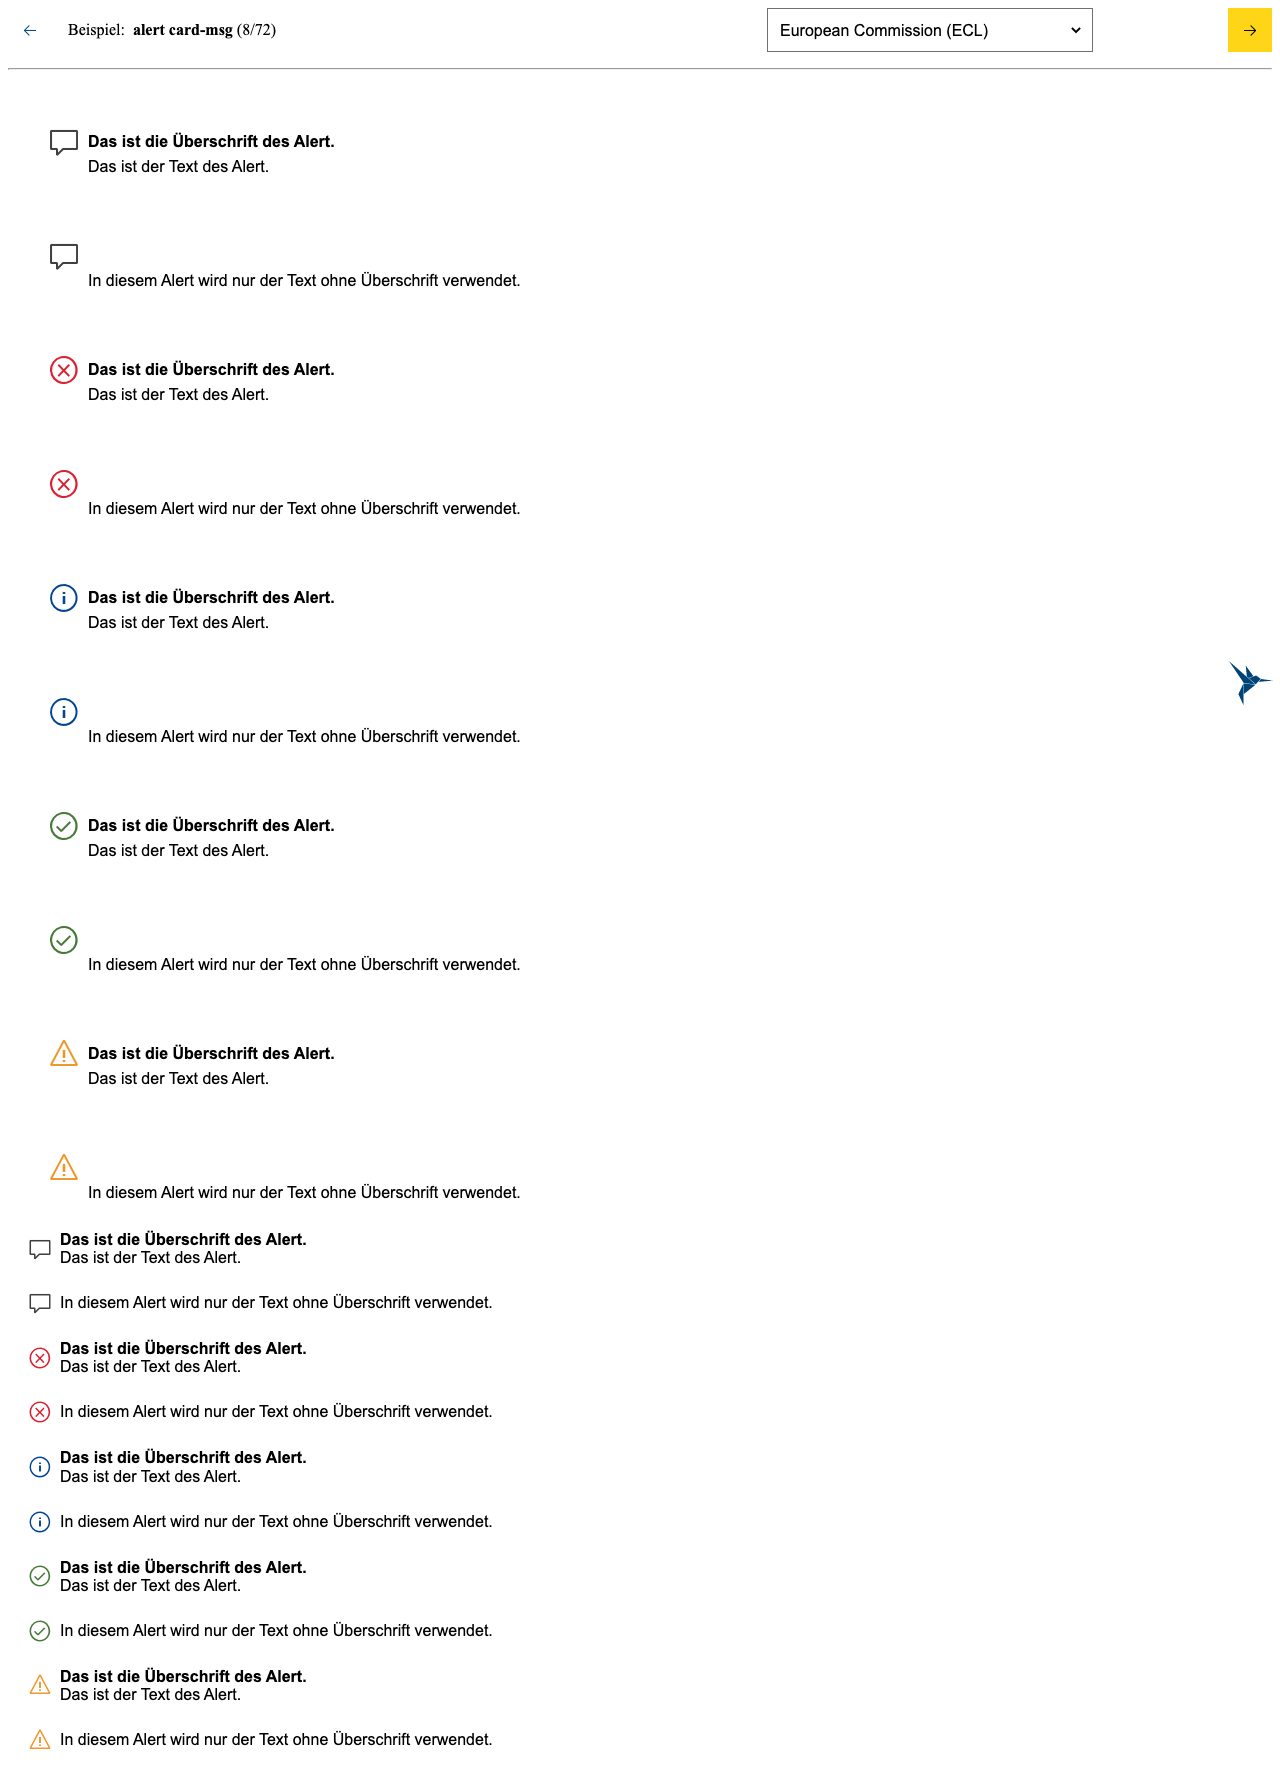 Beispiel: alert card-msg (8/72)
European Commission (ECL)
Das ist die Überschrift des Alert.
Das ist der Text des Alert.
In diesem Alert wird nur der Text ohne Überschrift verwendet.
Das ist die Überschrift des Alert.
Das ist der Text des Alert.
In diesem Alert wird nur der Text ohne Überschrift verwendet.
Das ist die Überschrift des Alert.
Das ist der Text des Alert.
In diesem Alert wird nur der Text ohne Überschrift verwendet.
Das ist die Überschrift des Alert.
Das ist der Text des Alert.
In diesem Alert wird nur der Text ohne Überschrift verwendet.
Das ist die Überschrift des Alert.
Das ist der Text des Alert.
In diesem Alert wird nur der Text ohne Überschrift verwendet.
Das ist die Überschrift des Alert.
Das ist der Text des Alert.
In diesem Alert wird nur der Text ohne Überschrift verwendet.
Das ist die Überschrift des Alert.
Das ist der Text des Alert.
In diesem Alert wird nur der Text ohne Überschrift verwendet.
Das ist die Überschrift des Alert.
Das ist der Text des Alert.
In diesem Alert wird nur der Text ohne Überschrift verwendet.
Das ist die Überschrift des Alert.
Das ist der Text des Alert.
In diesem Alert wird nur der Text ohne Überschrift verwendet.
Das ist die Überschrift des Alert.
Das ist der Text des Alert.
In diesem Alert wird nur der Text ohne Überschrift verwendet.